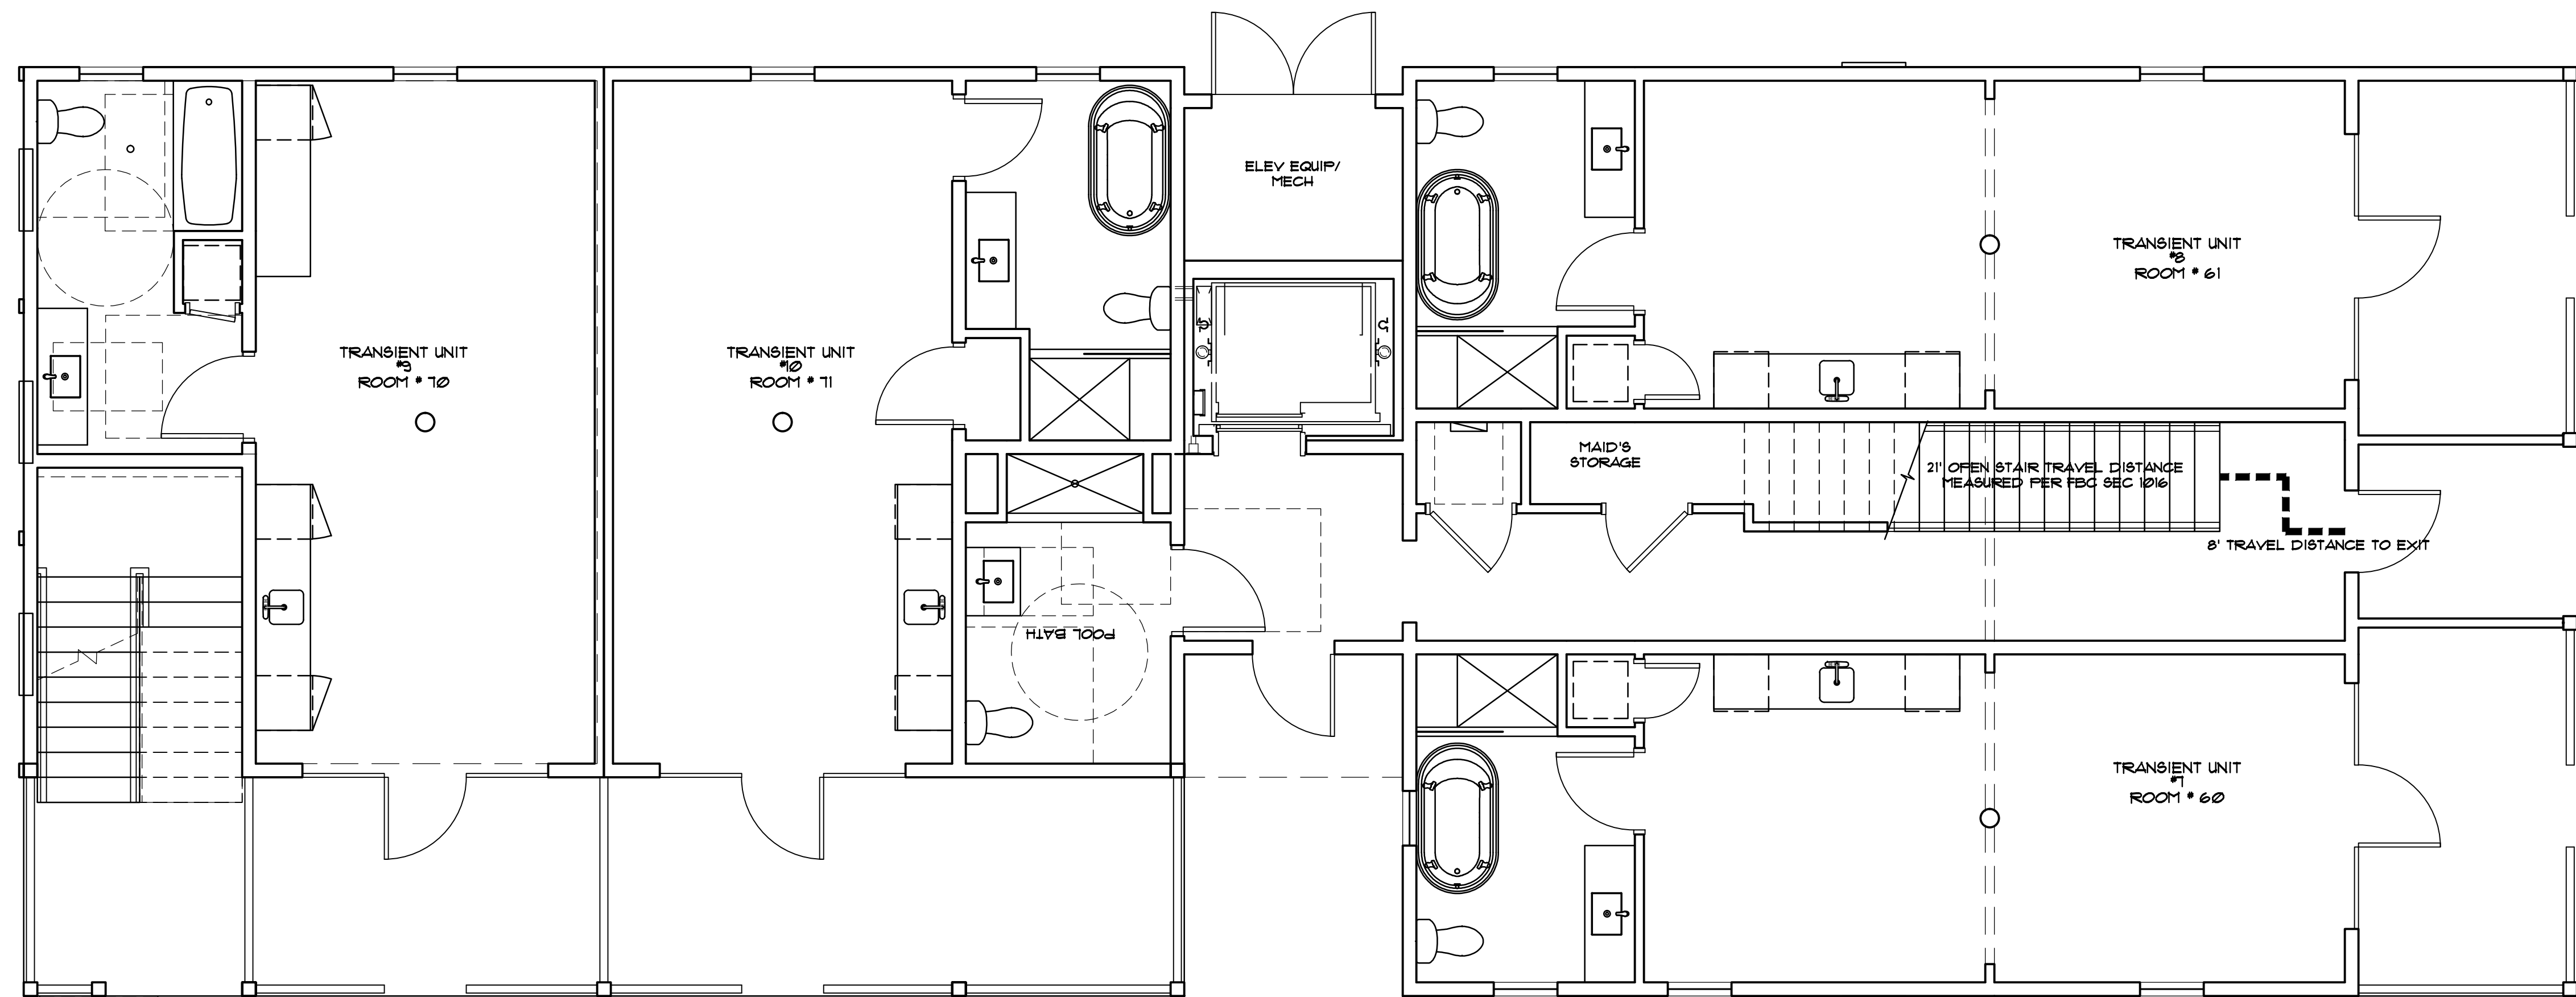 ELEV EQUIP/
MECH
TRANSIENT UNIT
#8
ROOM # 61
TRANSIENT UNIT
#9
ROOM # 70
TRANSIENT UNIT
#10
ROOM # 71
MAID'S
STORAGE
21' OPEN STAIR TRAVEL DISTANCE
MEASURED PER FBC SEC 1016
8' TRAVEL DISTANCE TO EXIT
POOL BATH
TRANSIENT UNIT
#7
ROOM # 60